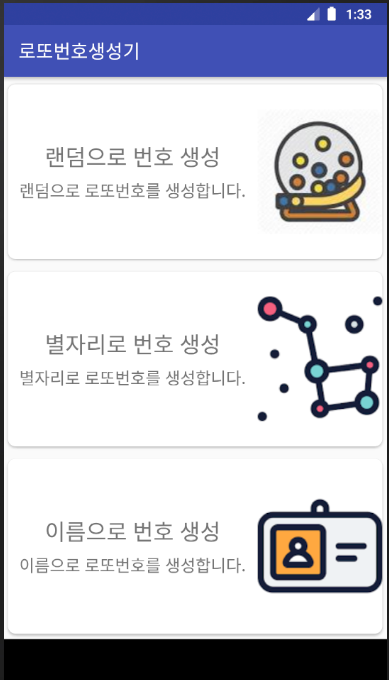 1:33
로또번호생성기
랜덤으로 번호 생성
랜덤으로 로또번호를 생성합니다.
별자리로 번호 생성
별자리로 로또번호를 생성합니다.
이름으로 번호 생성
이름으로 로또번호를 생성합니다.